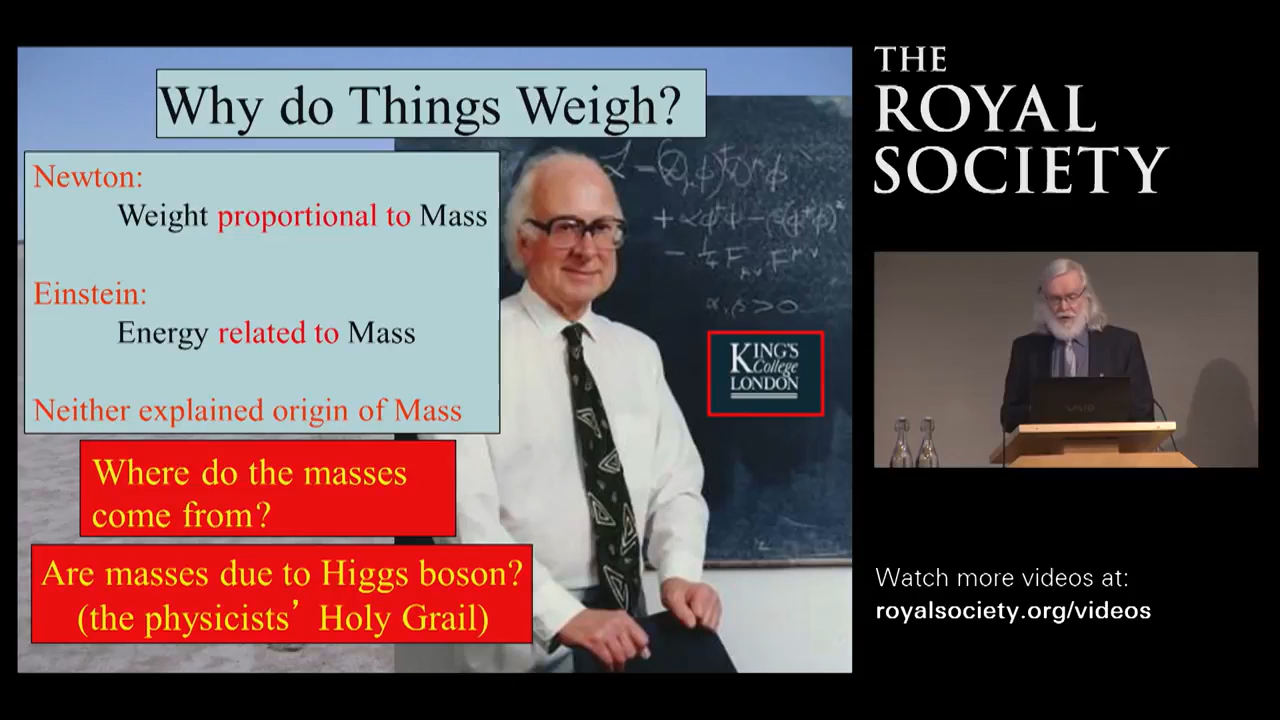 Why do Things Weigh?
Newton:
Weight proportional to Mass
Einstein:
Energy related to Mass
Neither explained origin of Mass
Where do the masses
come from?
Are masses due to Higgs boson?
(the physicists’ Holy Grail)
α, β > 0
KING'S
College
LONDON
THE
ROYAL
SOCIETY
VAIO
Watch more videos at:
royalsociety.org/videos